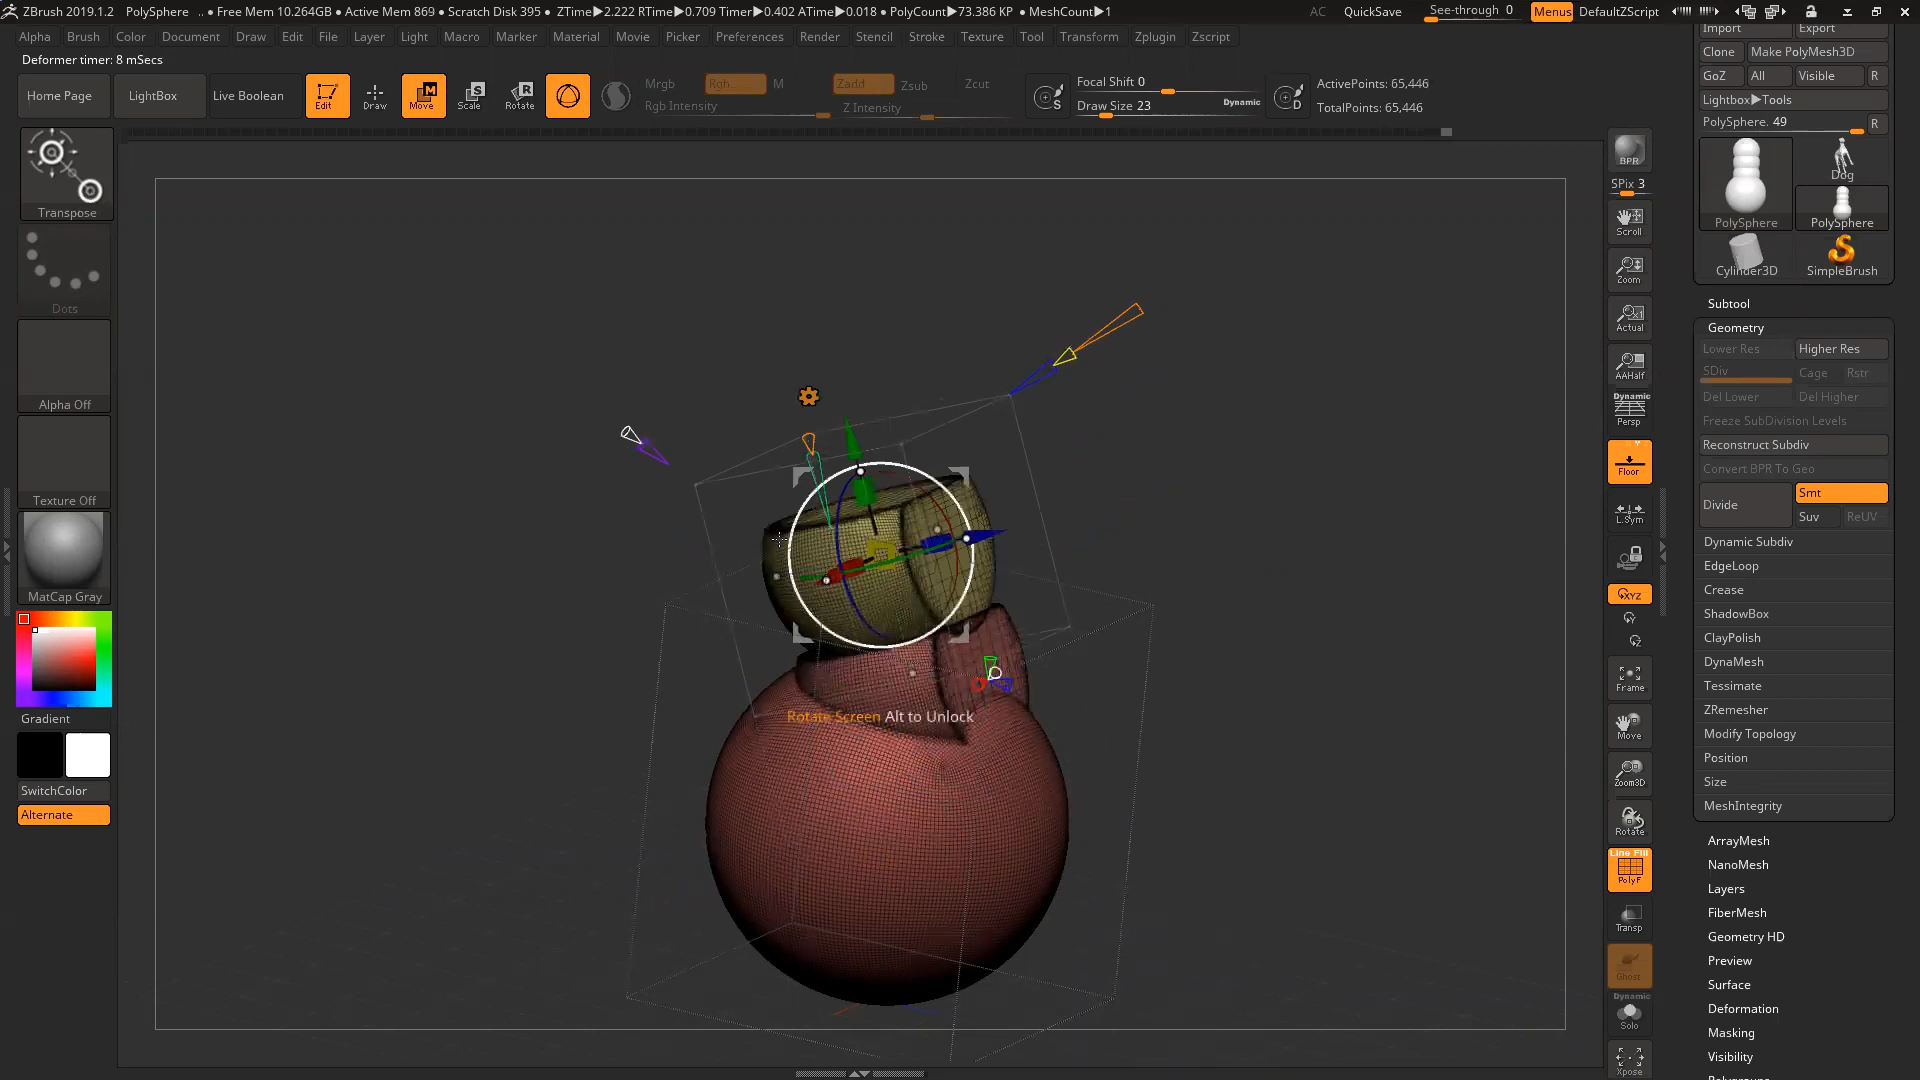 ZBrush 2019.1.2 PolySphere .. ● Free Mem 10.264GB ● Active Mem 869 ● Scratch Disk 395 ● ZTime▶2.222 RTime▶0.709 Timer▶0.402 ATime▶0.018 ● PolyCount▶73.386 KP ● MeshCount▶1 AC QuickSave See-through 0 Menus DefaultZScript
Alpha Brush Color Document Draw Edit File Layer Light Macro Marker Material Movie Picker Preferences Render Stencil Stroke Texture Tool Transform Zplugin Zscript
Deformer timer: 8 mSecs
Home Page LightBox Live Boolean Edit Draw Move Scale Rotate
Mrgb Rgb M Zadd Zsub Zcut
Rgb Intensity Z Intensity
Focal Shift 0
Draw Size 23 Dynamic
ActivePoints: 65,446
TotalPoints: 65,446
Transpose
Dots
Alpha Off
Texture Off
MatCap Gray
Gradient
SwitchColor
Alternate
Rotate Screen Alt to Unlock
BPR
SPix 3
Scroll
Zoom
Actual
AAHalf
Dynamic
Persp
Floor
L.Sym
XYZ
Frame
Move
Zoom3D
Rotate
Line Fill
PolyF
Transp
Ghost
Dynamic
Solo
Xpose
Import Export
Clone Make PolyMesh3D
GoZ All Visible R
Lightbox▶Tools
PolySphere. 49 R
Dog
PolySphere PolySphere
Cylinder3D SimpleBrush
Subtool
Geometry
Lower Res Higher Res
SDiv Cage Rstr
Del Lower Del Higher
Freeze SubDivision Levels
Reconstruct Subdiv
Convert BPR To Geo
Divide Smt
Suv ReUV
Dynamic Subdiv
EdgeLoop
Crease
ShadowBox
ClayPolish
DynaMesh
Tessimate
ZRemesher
Modify Topology
Position
Size
MeshIntegrity
ArrayMesh
NanoMesh
Layers
FiberMesh
Geometry HD
Preview
Surface
Deformation
Masking
Visibility